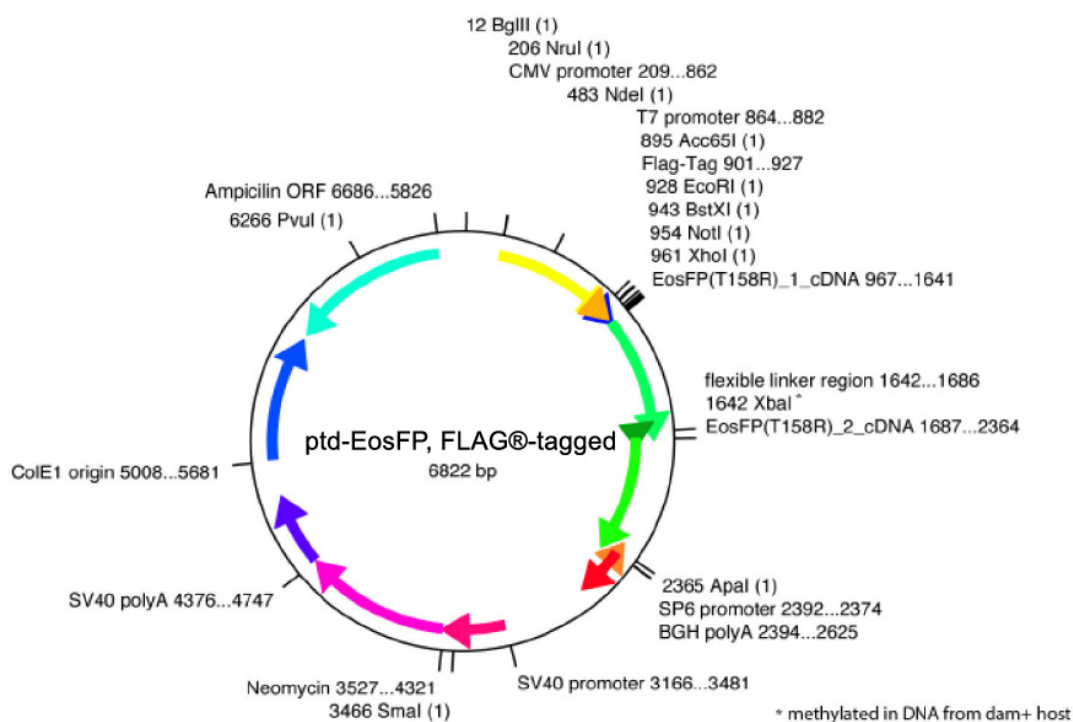 12 BglII (1)
206 NruI (1)
CMV promoter 209...862
483 NdeI (1)
T7 promoter 864...882
895 Acc65I (1)
Flag-Tag 901...927
928 EcoRI (1)
943 BstXI (1)
954 NotI (1)
961 XhoI (1)
EosFP(T158R)_1_cDNA 967...1641
Ampicilin ORF 6686...5826
6266 PvuI (1)
flexible linker region 1642...1686
1642 XbaI *
EosFP(T158R)_2_cDNA 1687...2364
ptd-EosFP, FLAG®-tagged
6822 bp
ColE1 origin 5008...5681
2365 ApaI (1)
SP6 promoter 2392...2374
BGH polyA 2394...2625
SV40 polyA 4376...4747
SV40 promoter 3166...3481
Neomycin 3527...4321
3466 SmaI (1)
* methylated in DNA from dam+ host